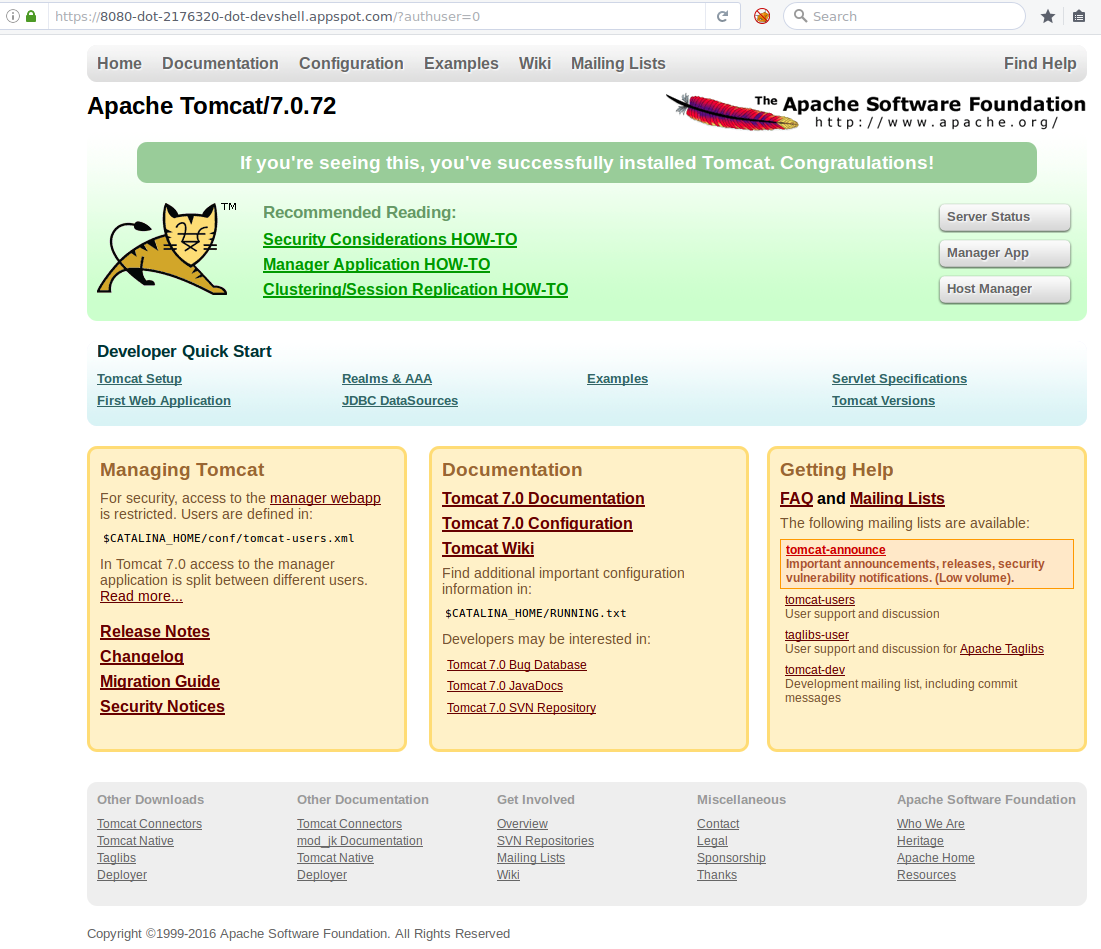 https://8080-dot-2176320-dot-devshell.appspot.com/?authuser=0
Search
Home Documentation Configuration Examples Wiki Mailing Lists Find Help
Apache Tomcat/7.0.72
The Apache Software Foundation
http://www.apache.org/
If you're seeing this, you've successfully installed Tomcat. Congratulations!
TM
Recommended Reading:
Security Considerations HOW-TO
Manager Application HOW-TO
Clustering/Session Replication HOW-TO
Server Status
Manager App
Host Manager
Developer Quick Start
Tomcat Setup
First Web Application
Realms & AAA
JDBC DataSources
Examples
Servlet Specifications
Tomcat Versions
Managing Tomcat
For security, access to the manager webapp
is restricted. Users are defined in:
$CATALINA_HOME/conf/tomcat-users.xml
In Tomcat 7.0 access to the manager
application is split between different users.
Read more...
Release Notes
Changelog
Migration Guide
Security Notices
Documentation
Tomcat 7.0 Documentation
Tomcat 7.0 Configuration
Tomcat Wiki
Find additional important configuration
information in:
$CATALINA_HOME/RUNNING.txt
Developers may be interested in:
Tomcat 7.0 Bug Database
Tomcat 7.0 JavaDocs
Tomcat 7.0 SVN Repository
Getting Help
FAQ and Mailing Lists
The following mailing lists are available:
tomcat-announce
Important announcements, releases, security
vulnerability notifications. (Low volume).
tomcat-users
User support and discussion
taglibs-user
User support and discussion for Apache Taglibs
tomcat-dev
Development mailing list, including commit
messages
Other Downloads
Tomcat Connectors
Tomcat Native
Taglibs
Deployer
Other Documentation
Tomcat Connectors
mod_jk Documentation
Tomcat Native
Deployer
Get Involved
Overview
SVN Repositories
Mailing Lists
Wiki
Miscellaneous
Contact
Legal
Sponsorship
Thanks
Apache Software Foundation
Who We Are
Heritage
Apache Home
Resources
Copyright ©1999-2016 Apache Software Foundation. All Rights Reserved